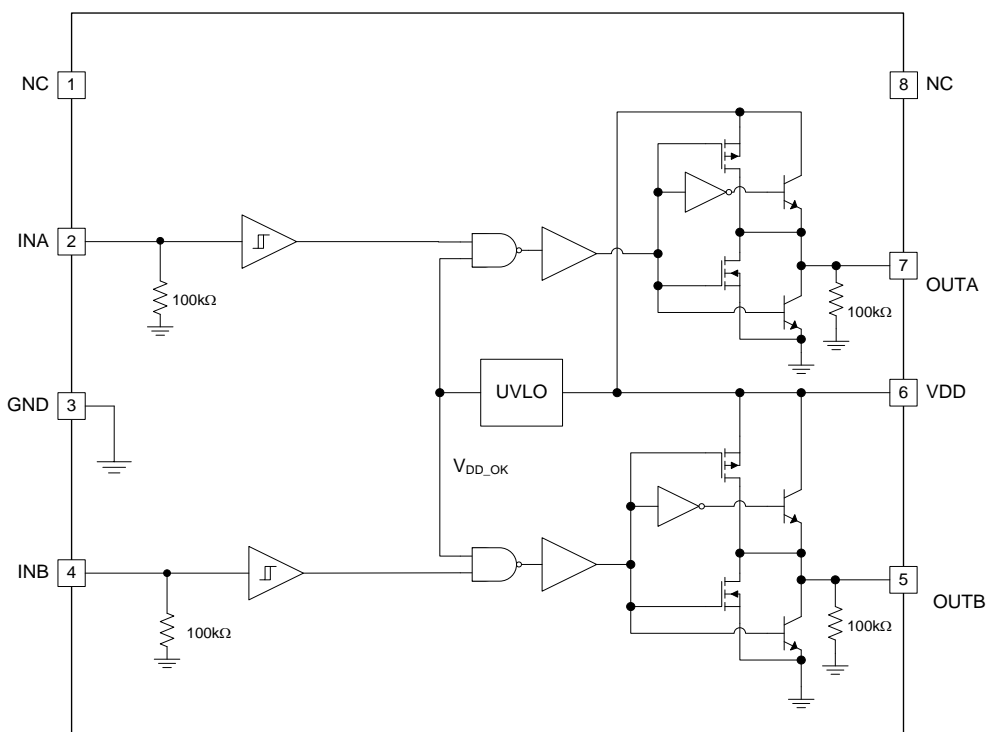 NC 1
8 NC
INA 2
100kΩ
7 OUTA
100kΩ
GND 3
UVLO
6 VDD
VDD_OK
INB 4
100kΩ
5 OUTB
100kΩ